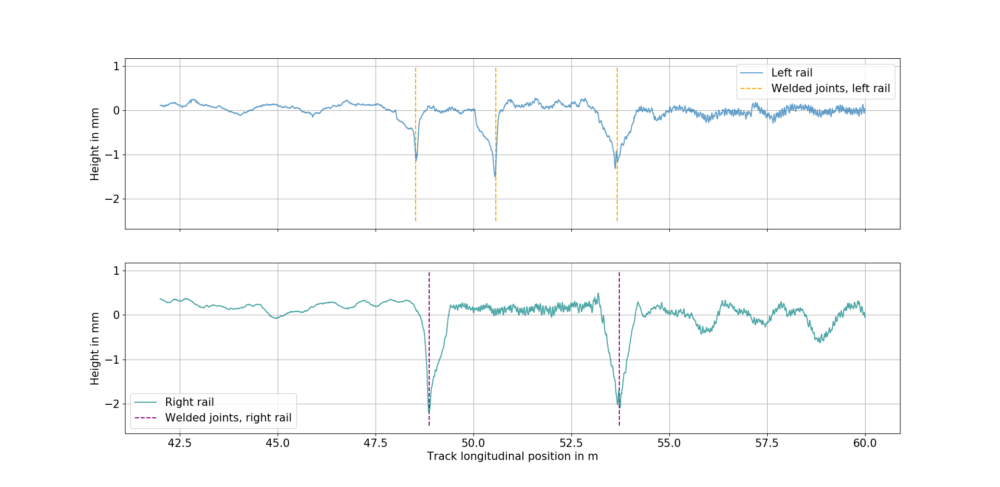 Height in mm
1
0
−1
−2
Left rail
Welded joints, left rail
Height in mm
1
0
−1
−2
Right rail
Welded joints, right rail
42.5 45.0 47.5 50.0 52.5 55.0 57.5 60.0
Track longitudinal position in m